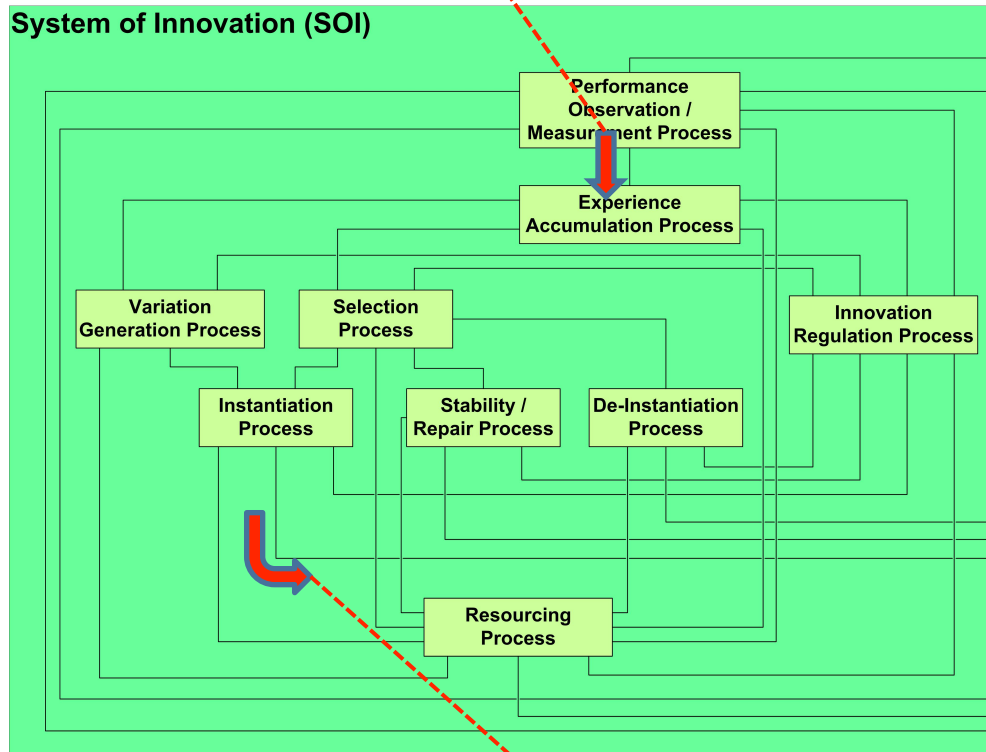 System of Innovation (SOI)
Performance
Observation /
Measurement Process
Experience
Accumulation Process
Variation
Generation Process
Selection
Process
Innovation
Regulation Process
Instantiation
Process
Stability /
Repair Process
De-Instantiation
Process
Resourcing
Process